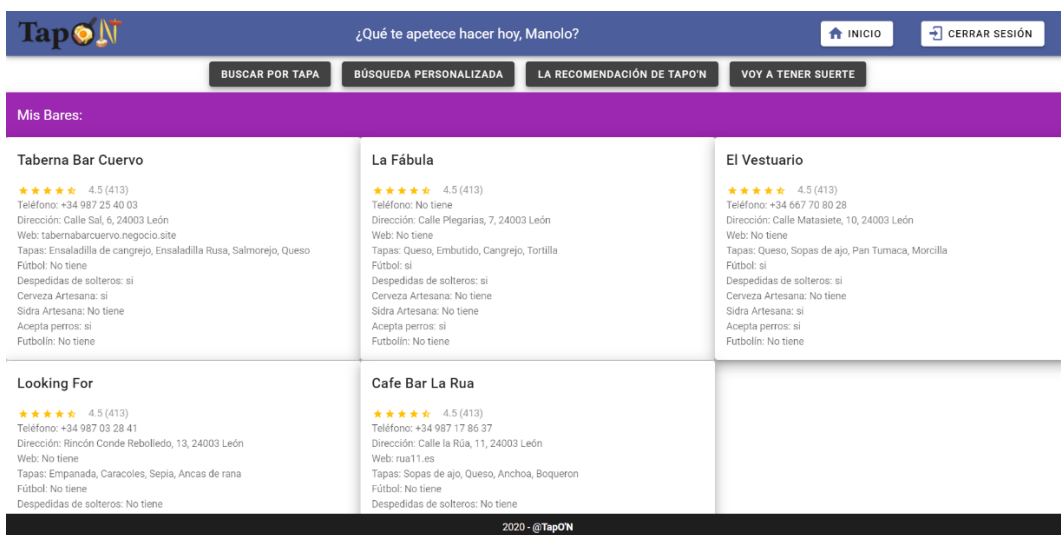 TapO'N
¿Qué te apetece hacer hoy, Manolo?
INICIO
CERRAR SESIÓN
BUSCAR POR TAPA
BÚSQUEDA PERSONALIZADA
LA RECOMENDACIÓN DE TAPO'N
VOY A TENER SUERTE
Mis Bares:
Taberna Bar Cuervo
4.5 (413)
Teléfono: +34 987 25 40 03
Dirección: Calle Sal, 6, 24003 León
Web: tabernabarcuervo.negocio.site
Tapas: Ensaladilla de cangrejo, Ensaladilla Rusa, Salmorejo, Queso
Fútbol: No tiene
Despedidas de solteros: si
Cerveza Artesana: si
Sidra Artesana: No tiene
Acepta perros: si
Futbolín: No tiene
La Fábula
4.5 (413)
Teléfono: No tiene
Dirección: Calle Plegarias, 7, 24003 León
Web: No tiene
Tapas: Queso, Embutido, Cangrejo, Tortilla
Fútbol: si
Despedidas de solteros: si
Cerveza Artesana: No tiene
Sidra Artesana: No tiene
Acepta perros: si
Futbolín: No tiene
El Vestuario
4.5 (413)
Teléfono: +34 667 70 80 28
Dirección: Calle Matasiete, 10, 24003 León
Web: No tiene
Tapas: Queso, Sopas de ajo, Pan Tumaca, Morcilla
Fútbol: si
Despedidas de solteros: si
Cerveza Artesana: No tiene
Sidra Artesana: si
Acepta perros: si
Futbolín: No tiene
Looking For
4.5 (413)
Teléfono: +34 987 03 28 41
Dirección: Rincón Conde Rebolledo, 13, 24003 León
Web: No tiene
Tapas: Empanada, Caracoles, Sepia, Ancas de rana
Fútbol: No tiene
Despedidas de solteros: No tiene
Cafe Bar La Rua
4.5 (413)
Teléfono: +34 987 17 86 37
Dirección: Calle la Rúa, 11, 24003 León
Web: rua11.es
Tapas: Sopas de ajo, Queso, Anchoa, Boqueron
Fútbol: No tiene
Despedidas de solteros: No tiene
2020 - @TapO'N